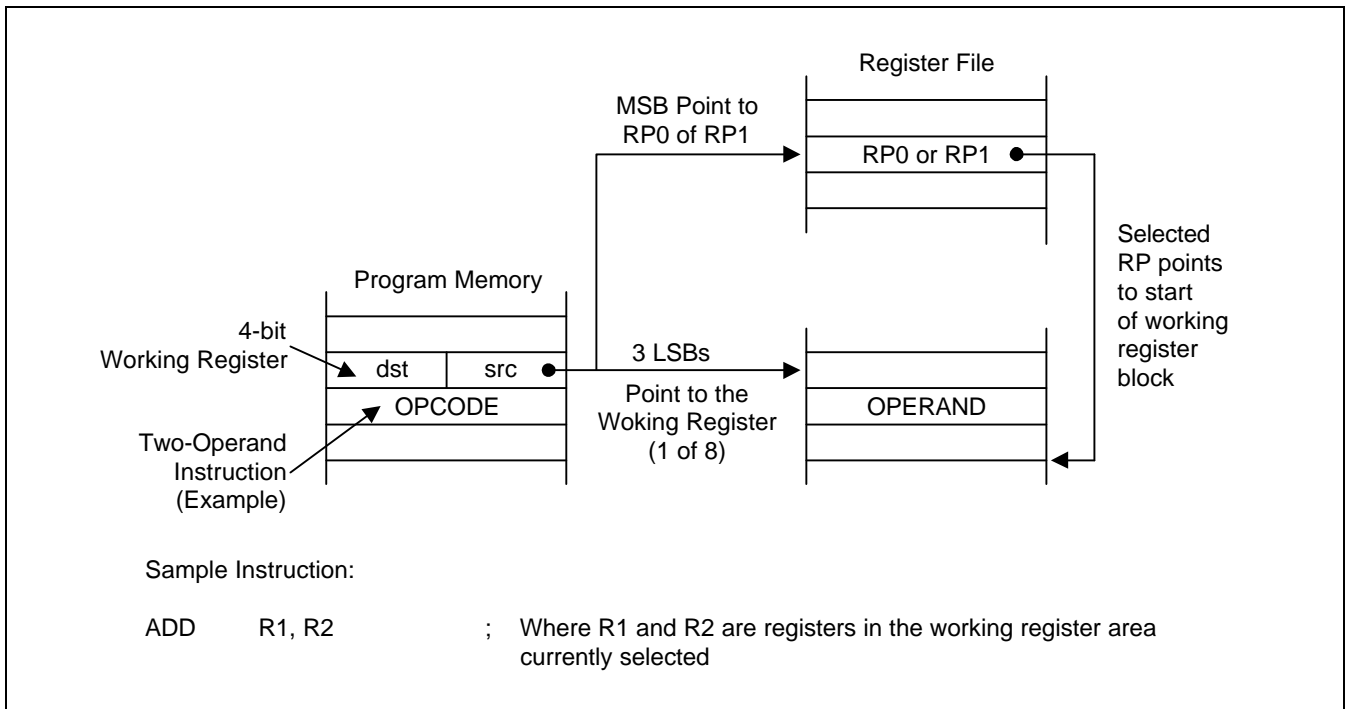 Register File
MSB Point to
RP0 of RP1
RP0 or RP1
Selected
RP points
to start
of working
register
block
Program Memory
4-bit
Working Register
dst src
3 LSBs
OPCODE
Point to the
Woking Register
(1 of 8)
OPERAND
Two-Operand
Instruction
(Example)
Sample Instruction:
ADD R1, R2 ; Where R1 and R2 are registers in the working register area
currently selected